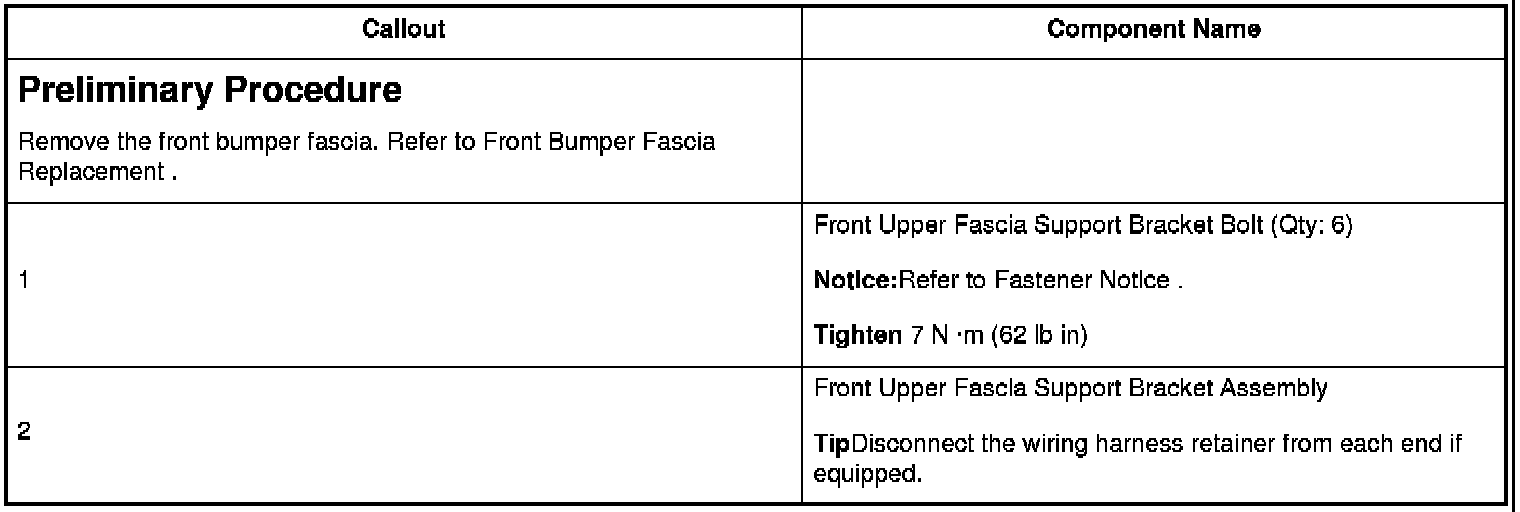 Callout
Component Name
Preliminary Procedure
Remove the front bumper fascia. Refer to Front Bumper Fascia
Replacement .
1
Front Upper Fascia Support Bracket Bolt (Qty: 6)
Notice:Refer to Fastener Notice .
Tighten 7 N ·m (62 lb in)
2
Front Upper Fascia Support Bracket Assembly
TipDisconnect the wiring harness retainer from each end if
equipped.